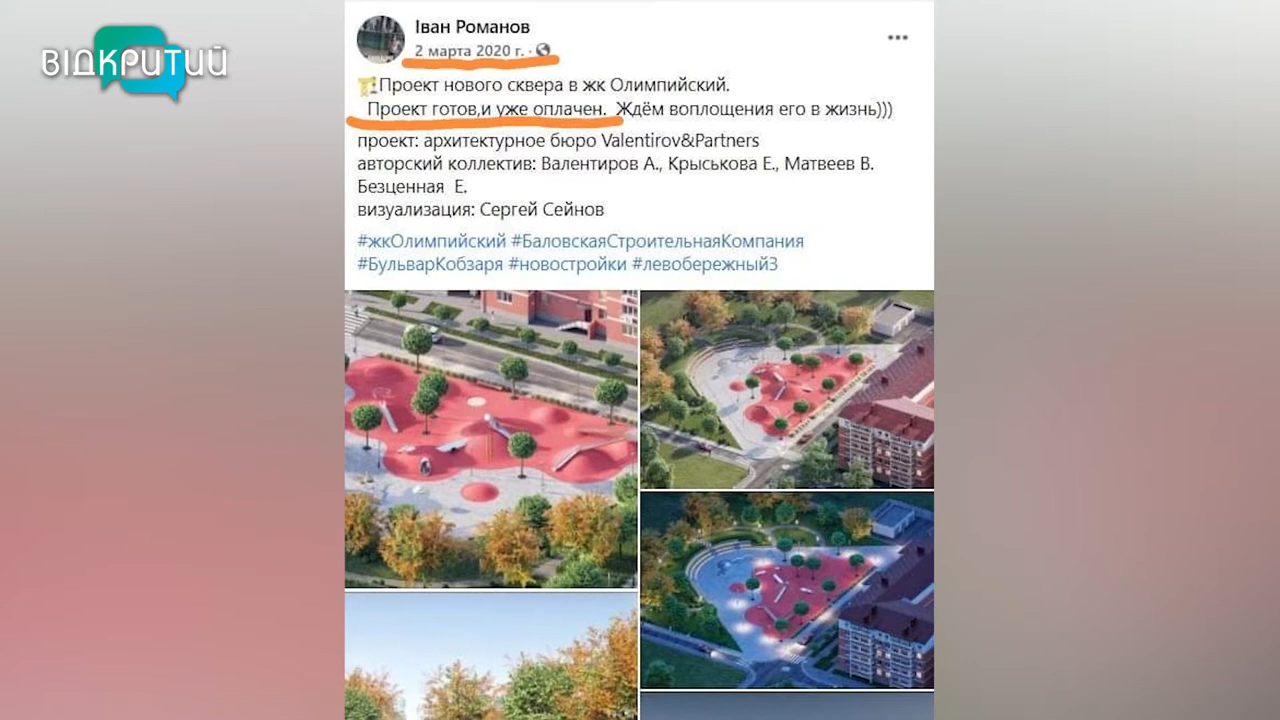 ВІДКРИТИЙ
Іван Романов
2 марта 2020 г. ·
Проект нового сквера в жк Олимпийский.
Проект готов,и уже оплачен. Ждём воплощения его в жизнь)))
проект: архитектурное бюро Valentirov&Partners
авторский коллектив: Валентиров А., Крыськова Е., Матвеев В.
Безценная Е.
визуализация: Сергей Сейнов
#жкОлимпийский #БаловскаяСтроительнаяКомпания
#БульварКобзаря #новостройки #левобережный3